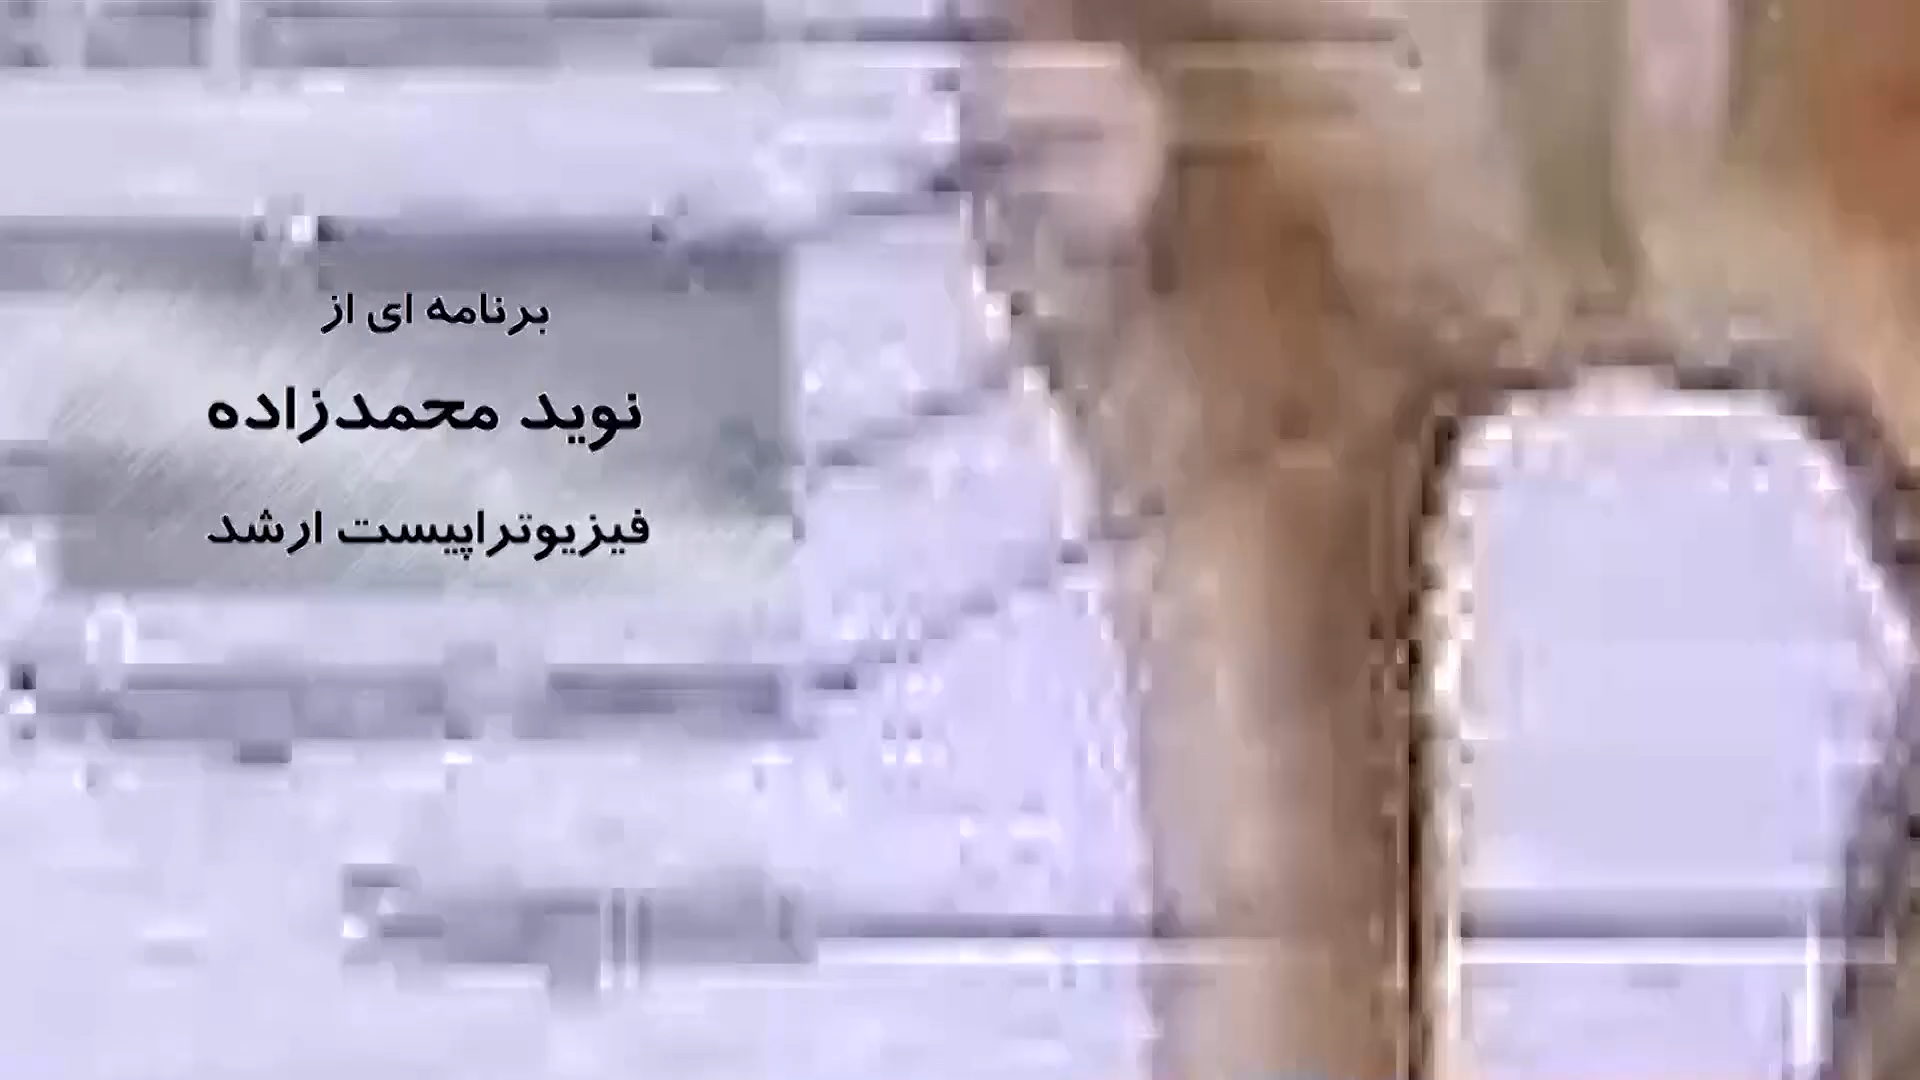 برنامه ای از
نوید محمدزاده
فیزیوتراپیست ارشد